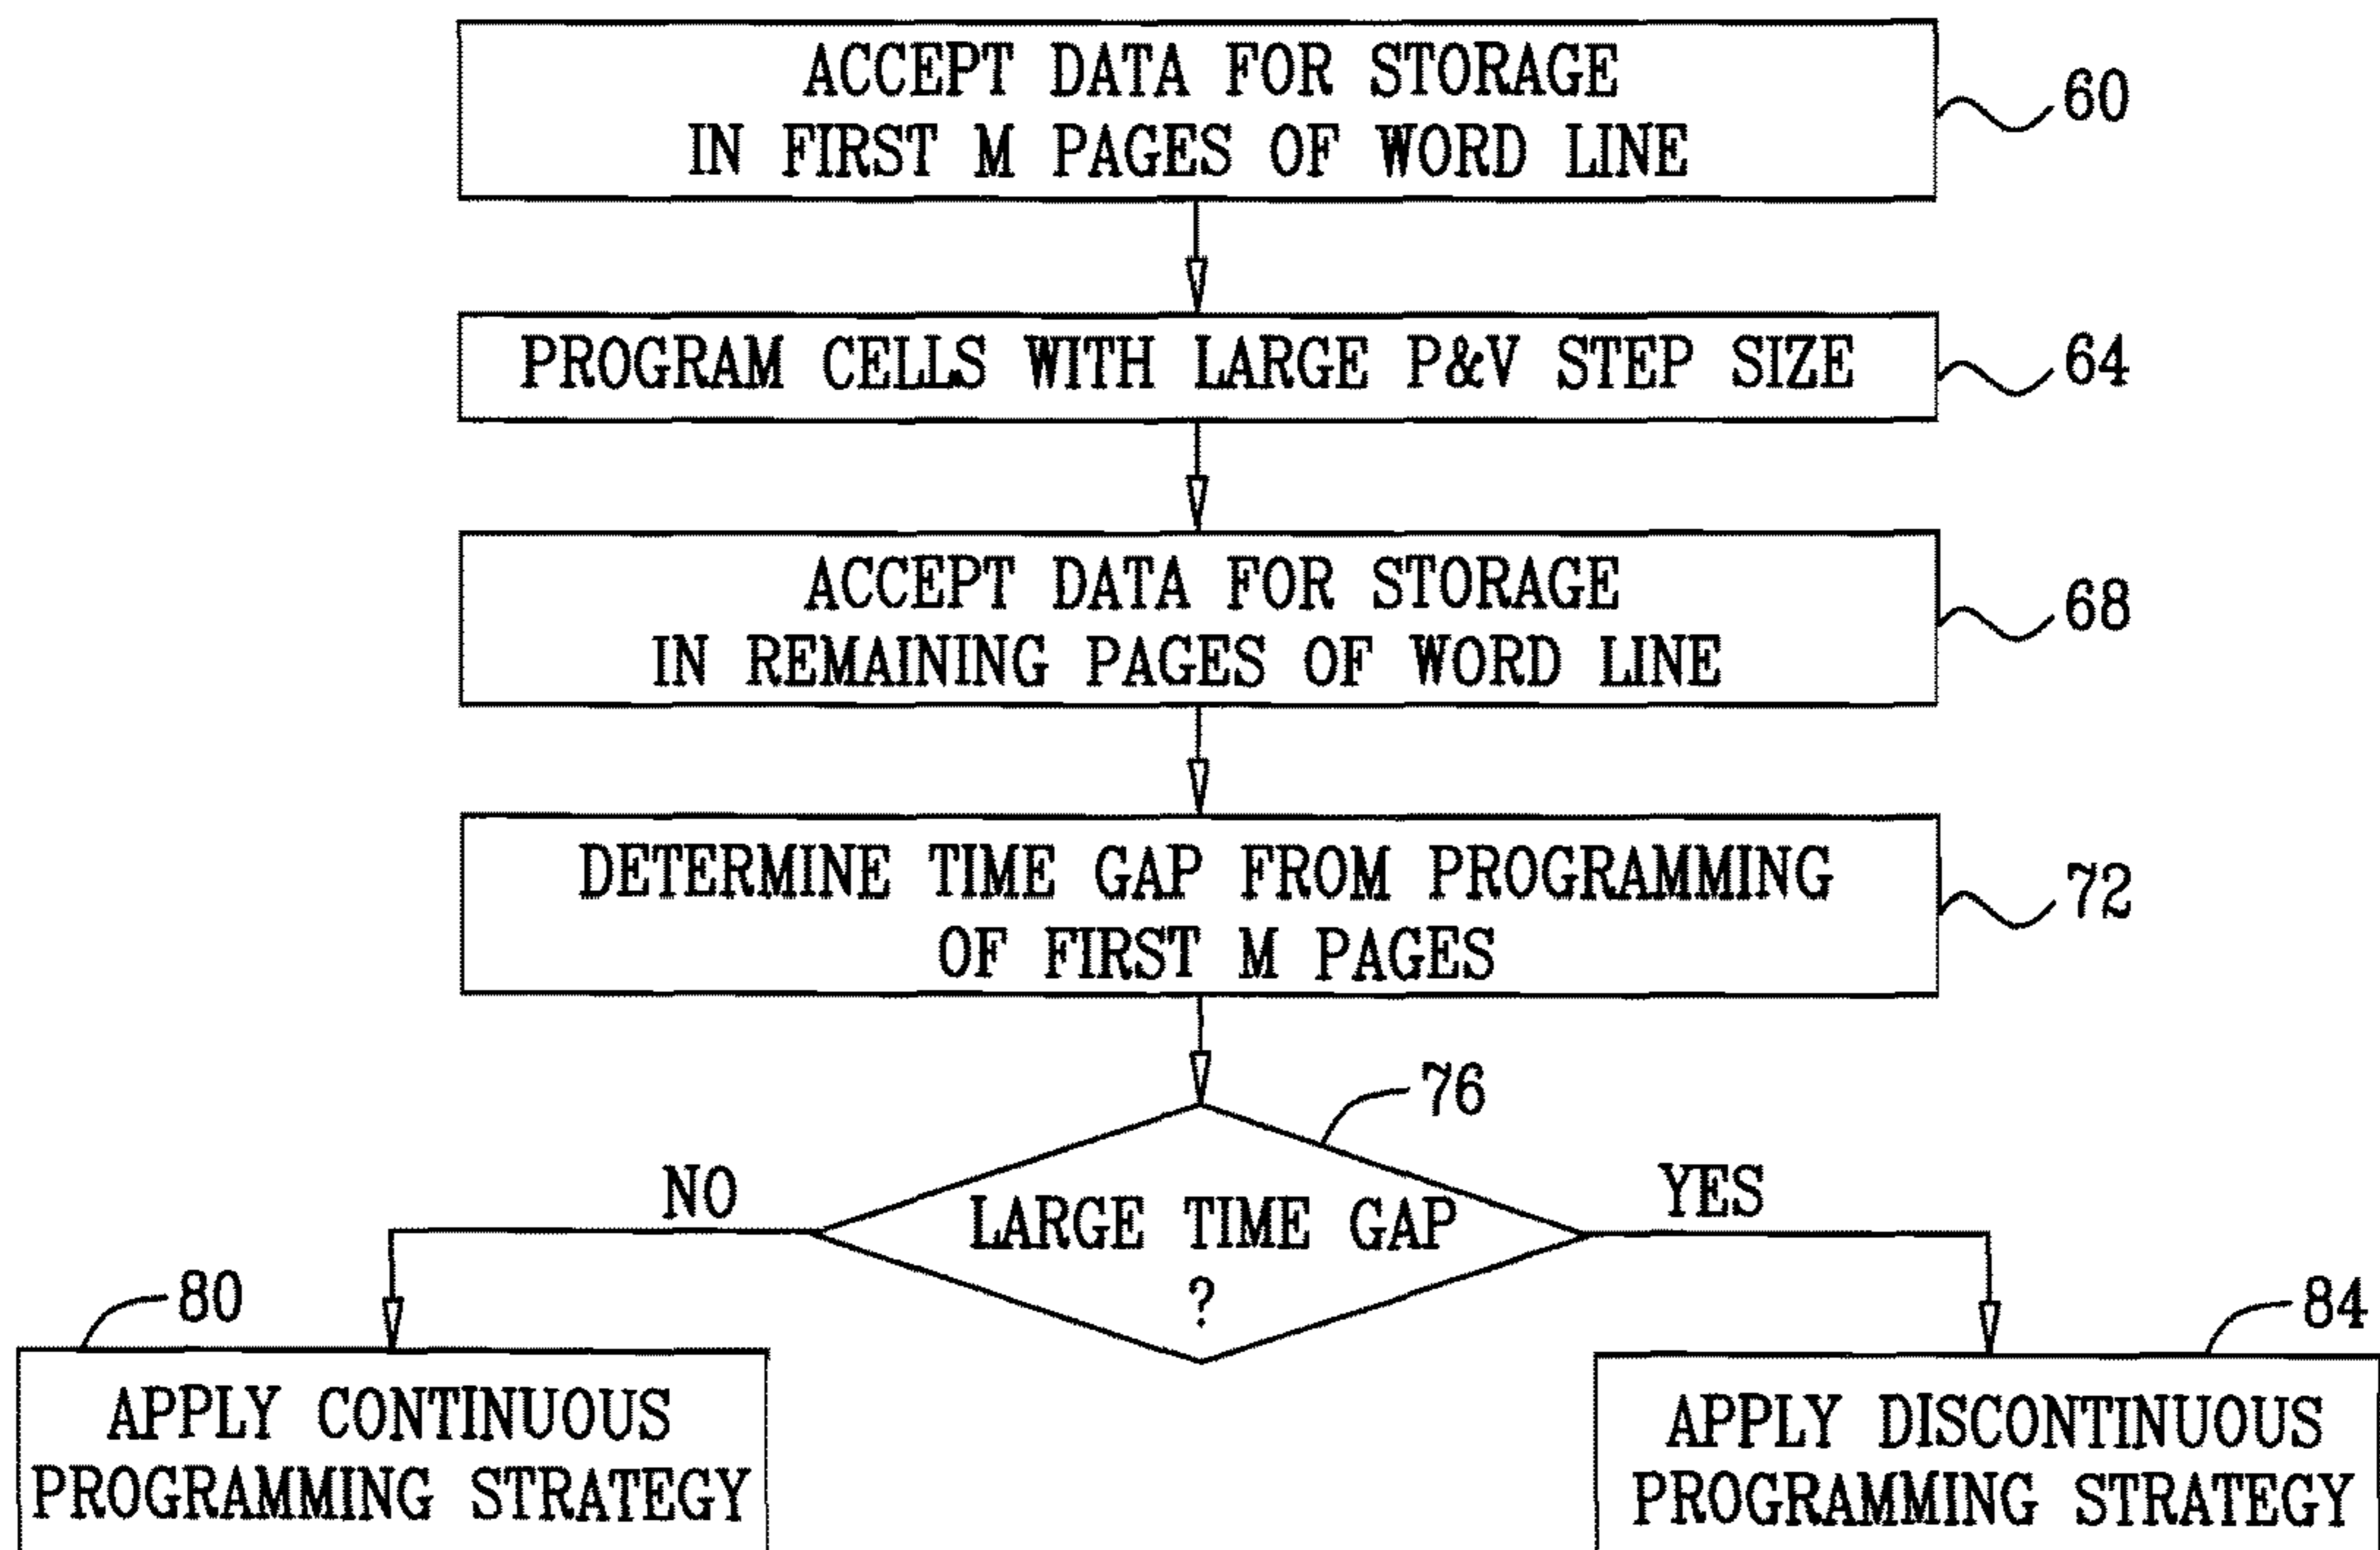 ACCEPT DATA FOR STORAGE
IN FIRST M PAGES OF WORD LINE
60
PROGRAM CELLS WITH LARGE P&V STEP SIZE
64
ACCEPT DATA FOR STORAGE
IN REMAINING PAGES OF WORD LINE
68
DETERMINE TIME GAP FROM PROGRAMMING
OF FIRST M PAGES
72
76
LARGE TIME GAP
?
NO
YES
80
APPLY CONTINUOUS
PROGRAMMING STRATEGY
84
APPLY DISCONTINUOUS
PROGRAMMING STRATEGY